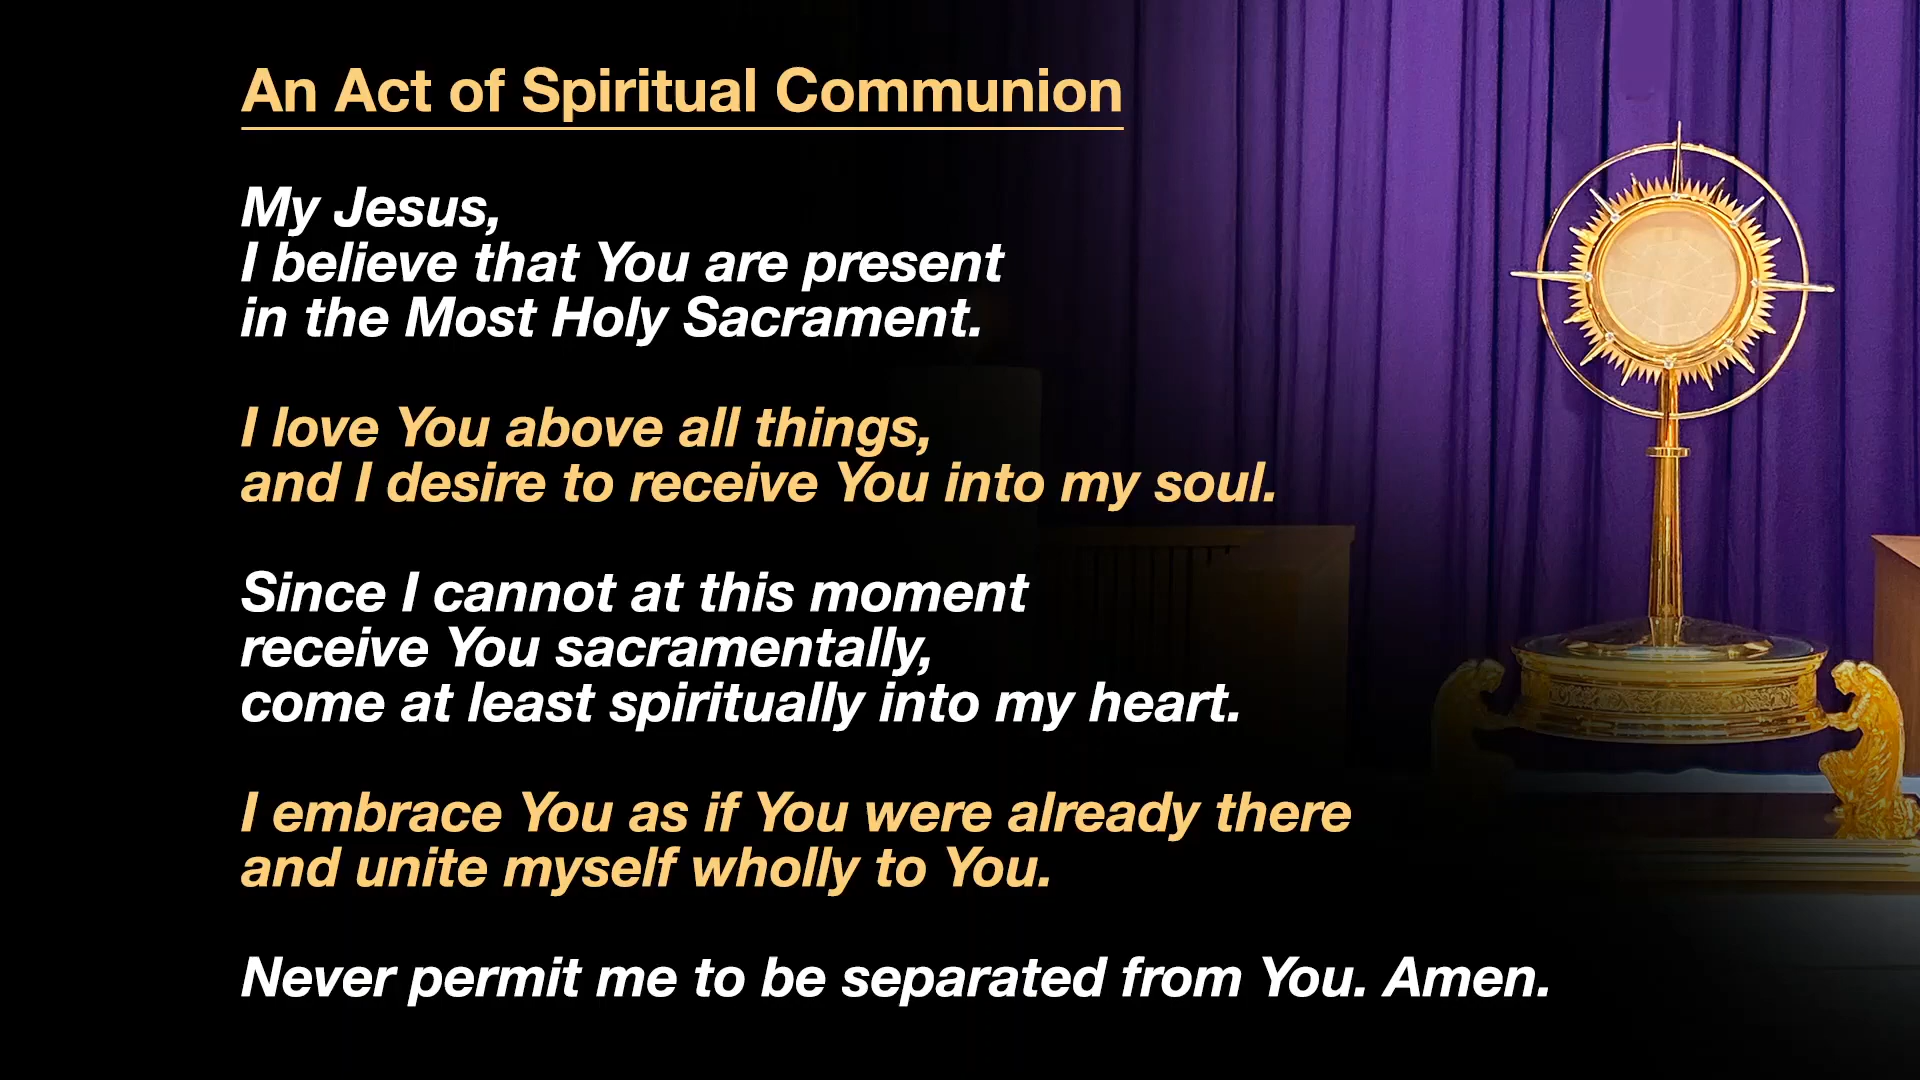 An Act of Spiritual Communion
My Jesus,
I believe that You are present
in the Most Holy Sacrament.
I love You above all things,
and I desire to receive You into my soul.
Since I cannot at this moment
receive You sacramentally,
come at least spiritually into my heart.
I embrace You as if You were already there
and unite myself wholly to You.
Never permit me to be separated from You. Amen.